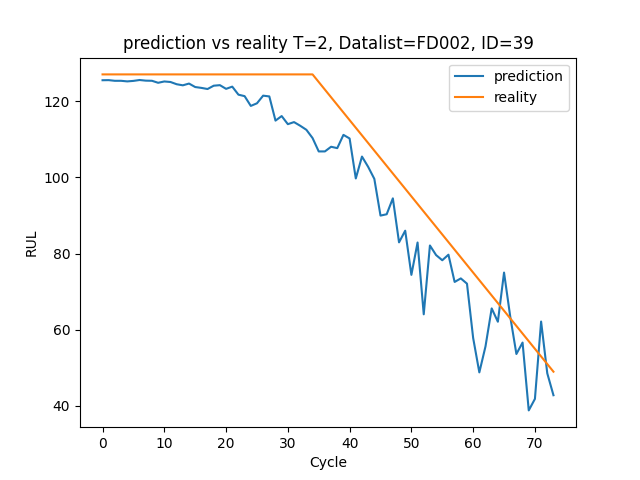 prediction vs reality T=2, Datalist=FD002, ID=39
prediction
reality
120
100
80
60
40
RUL
0 10 20 30 40 50 60 70
Cycle